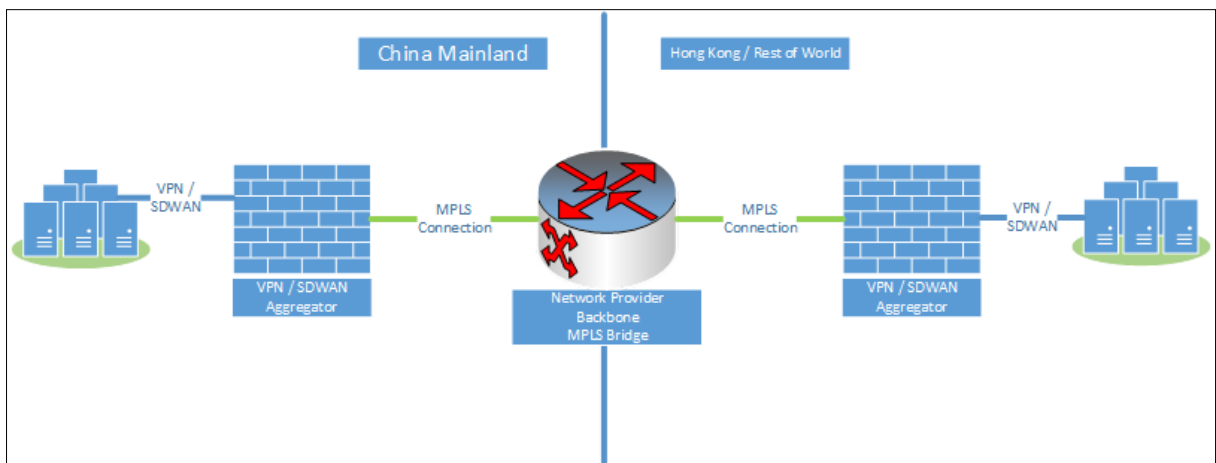 China Mainland
Hong Kong / Rest of World
VPN /
SDWAN
MPLS
Connection
MPLS
Connection
VPN /
SDWAN
VPN / SDWAN
Aggregator
Network Provider
Backbone
MPLS Bridge
VPN / SDWAN
Aggregator